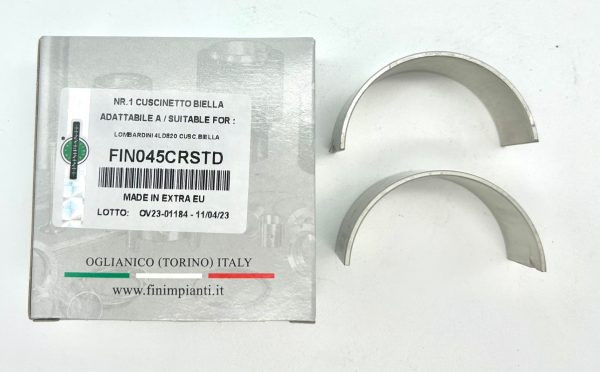 NR.1 CUSCINETTO BIELLA
ADATTABILE A / SUITABLE FOR :
LOMBARDINI 4LD820 CUSC.BIELLA
FIN045CRSTD
MADE IN EXTRA EU
LOTTO: OV23-01184 - 11/04/23
FINIMPIANTI
OGLIANICO (TORINO) ITALY
www.finimpianti.it